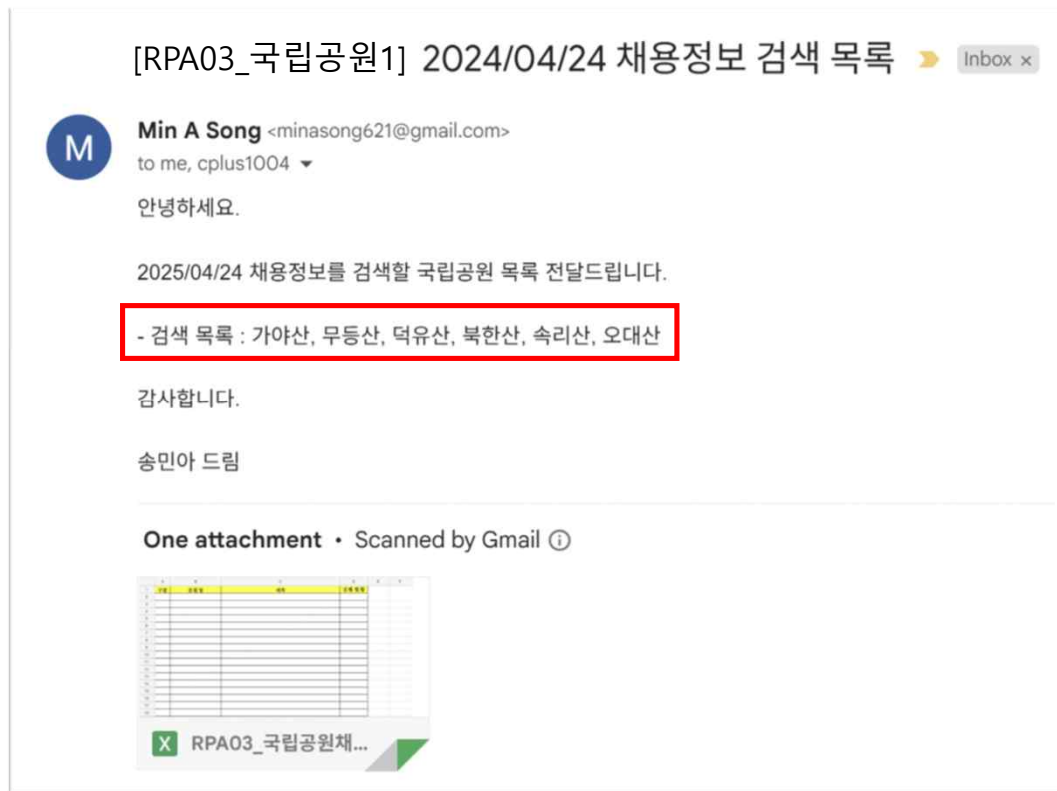 [RPA03_국립공원1] 2024/04/24 채용정보 검색 목록 Inbox ×
M
Min A Song <minasong621@gmail.com>
to me, cplus1004
안녕하세요.
2025/04/24 채용정보를 검색할 국립공원 목록 전달드립니다.
- 검색 목록 : 가야산, 무등산, 덕유산, 북한산, 속리산, 오대산
감사합니다.
송민아 드림
One attachment • Scanned by Gmail
X RPA03_국립공원채...